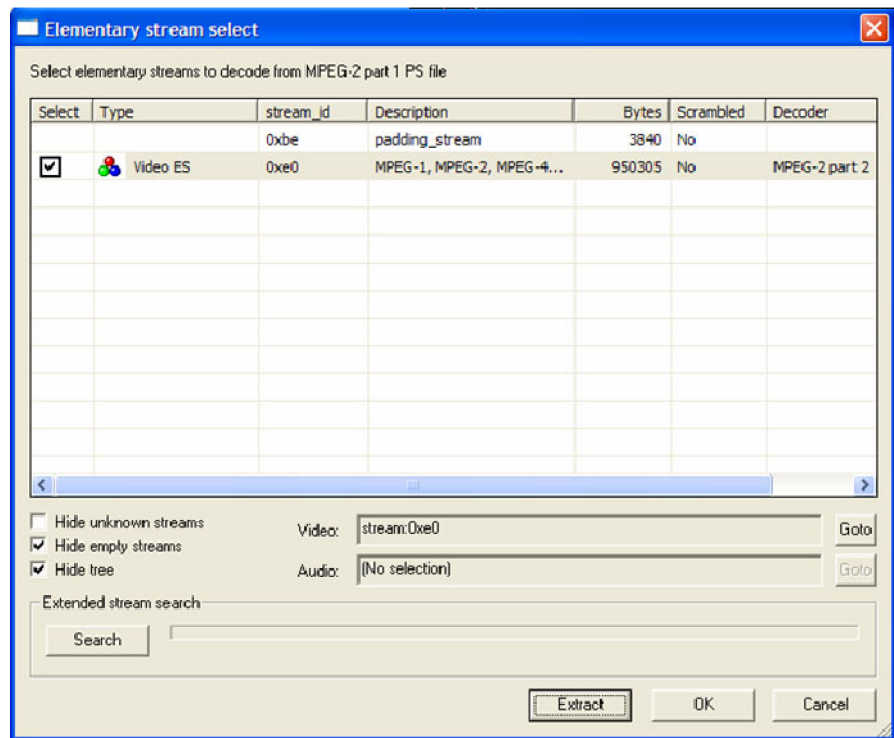 Elementary stream select
Select elementary streams to decode from MPEG-2 part 1 PS file
Select Type stream_id Description Bytes Scrambled Decoder
0xbe padding_stream 3840 No
Video ES 0xe0 MPEG-1, MPEG-2, MPEG-4... 950305 No MPEG-2 part 2
Hide unknown streams
Hide empty streams
Hide tree
Video: stream:0xe0 Goto
Audio: (No selection) Goto
Extended stream search
Search
Extract OK Cancel